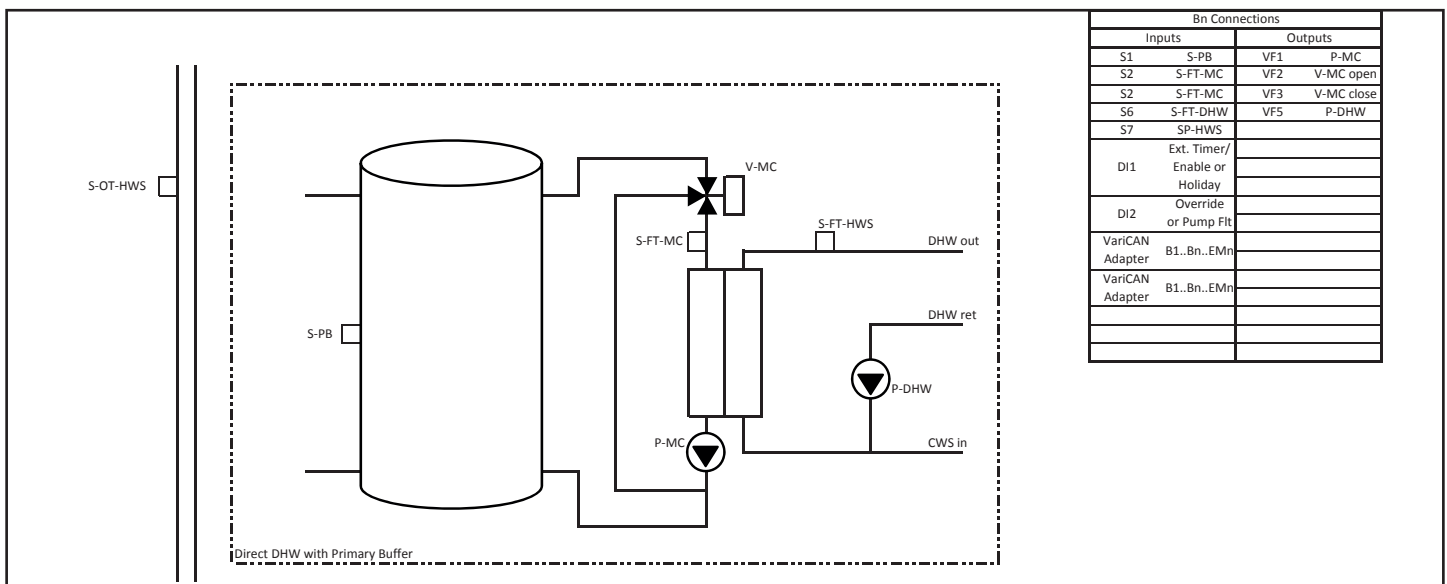 Bn Connections
Inputs Outputs
S1 S-PB VF1 P-MC
S2 S-FT-MC VF2 V-MC open
S2 S-FT-MC VF3 V-MC close
S6 S-FT-DHW VF5 P-DHW
S7 SP-HWS
DI1 Ext. Timer/
Enable or
Holiday
DI2 Override
or Pump Flt
VariCAN
Adapter B1..Bn..EMn
VariCAN
Adapter B1..Bn..EMn
S-OT-HWS
V-MC
S-FT-HWS
S-FT-MC
DHW out
DHW ret
S-PB
P-DHW
P-MC
CWS in
Direct DHW with Primary Buffer